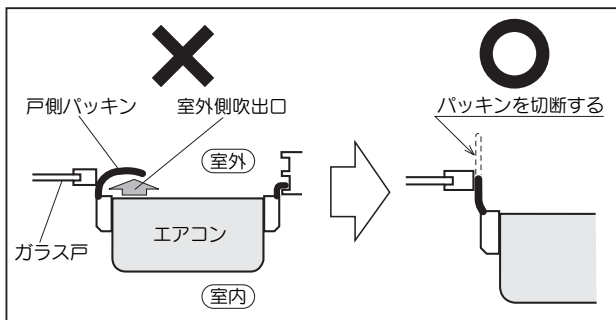 戸側パッキン
室外側吹出口
パッキンを切断する
室外
エアコン
ガラス戸
室内